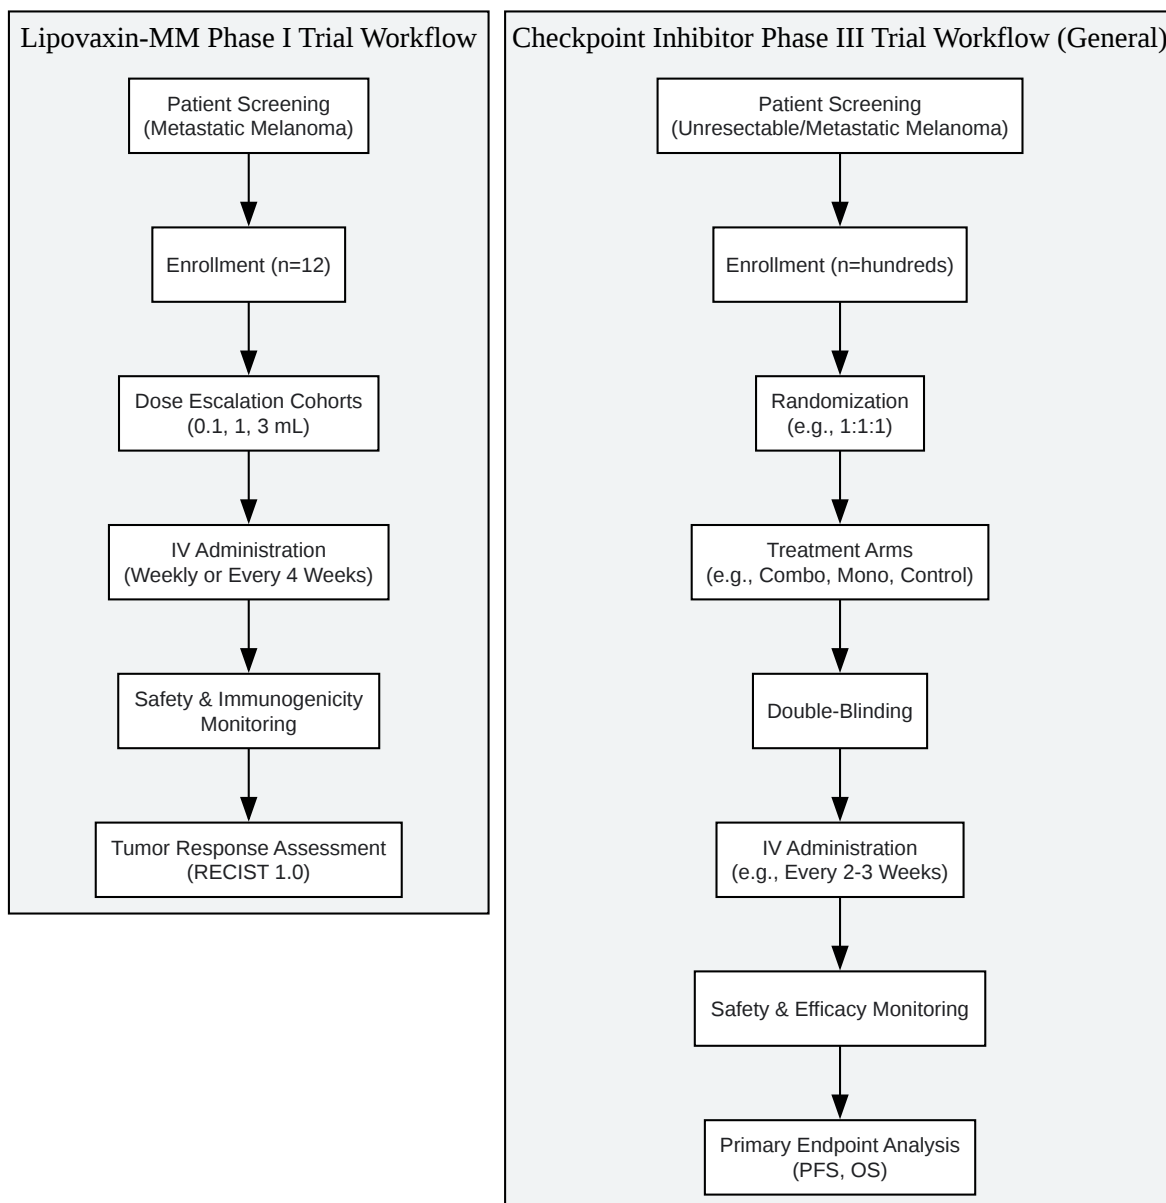 Lipovaxin-MM Phase I Trial Workflow
Patient Screening
(Metastatic Melanoma)
Enrollment (n=12)
Dose Escalation Cohorts
(0.1, 1, 3 mL)
IV Administration
(Weekly or Every 4 Weeks)
Safety & Immunogenicity
Monitoring
Tumor Response Assessment
(RECIST 1.0)
Checkpoint Inhibitor Phase III Trial Workflow (General)
Patient Screening
(Unresectable/Metastatic Melanoma)
Enrollment (n=hundreds)
Randomization
(e.g., 1:1:1)
Treatment Arms
(e.g., Combo, Mono, Control)
Double-Blinding
IV Administration
(e.g., Every 2-3 Weeks)
Safety & Efficacy Monitoring
Primary Endpoint Analysis
(PFS, OS)